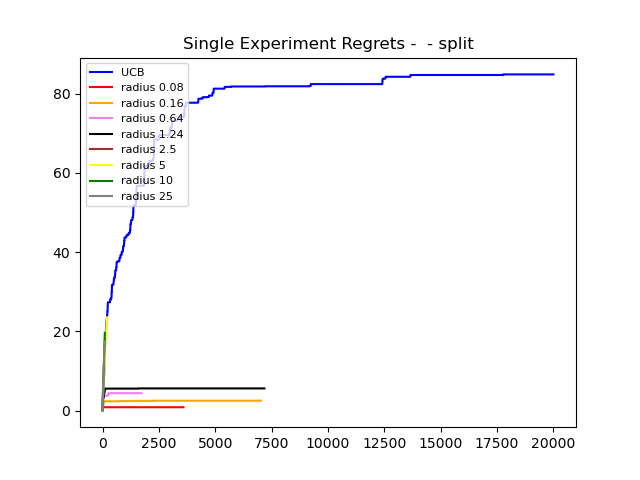 Single Experiment Regrets -  - split
UCB
radius 0.08
radius 0.16
radius 0.64
radius 1.24
radius 2.5
radius 5
radius 10
radius 25
80
60
40
20
0
0 2500 5000 7500 10000 12500 15000 17500 20000